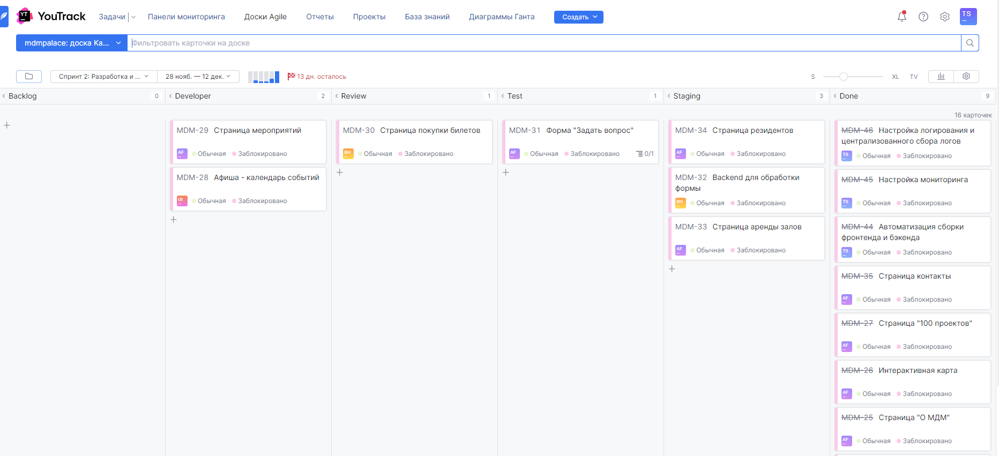 YT YouTrack Задачи Панели мониторинга Доски Agile Отчеты Проекты База знаний Диаграммы Ганта Создать TS
mdmpalace: доска Ка... Фильтровать карточки на доске
Спринт 2: Разработка и ... 28 нояб. — 12 дек. 13 дн. осталось S XL TV
Backlog 0 Developer 2 Review 1 Test 1 Staging 3 Done 9
16 карточек
MDM-29 Страница мероприятий
AF Обычная Заблокировано
MDM-28 Афиша - календарь событий
UI Обычная Заблокировано
MDM-30 Страница покупки билетов
BH Обычная Заблокировано
MDM-31 Форма "Задать вопрос"
AF Обычная Заблокировано 0/1
MDM-34 Страница резидентов
AF Обычная Заблокировано
MDM-32 Backend для обработки
формы
BH Обычная Заблокировано
MDM-33 Страница аренды залов
AF Обычная Заблокировано
MDM-46 Настройка логирования и
централизованного сбора логов
TS Обычная Заблокировано
MDM-45 Настройка мониторинга
TS Обычная Заблокировано
MDM-44 Автоматизация сборки
фронтенда и бэкенда
TS Обычная Заблокировано
MDM-35 Страница контакты
AF Обычная Заблокировано
MDM-27 Страница "100 проектов"
AF Обычная Заблокировано
MDM-26 Интерактивная карта
AF Обычная Заблокировано
MDM-25 Страница "О МДМ"
AF Обычная Заблокировано